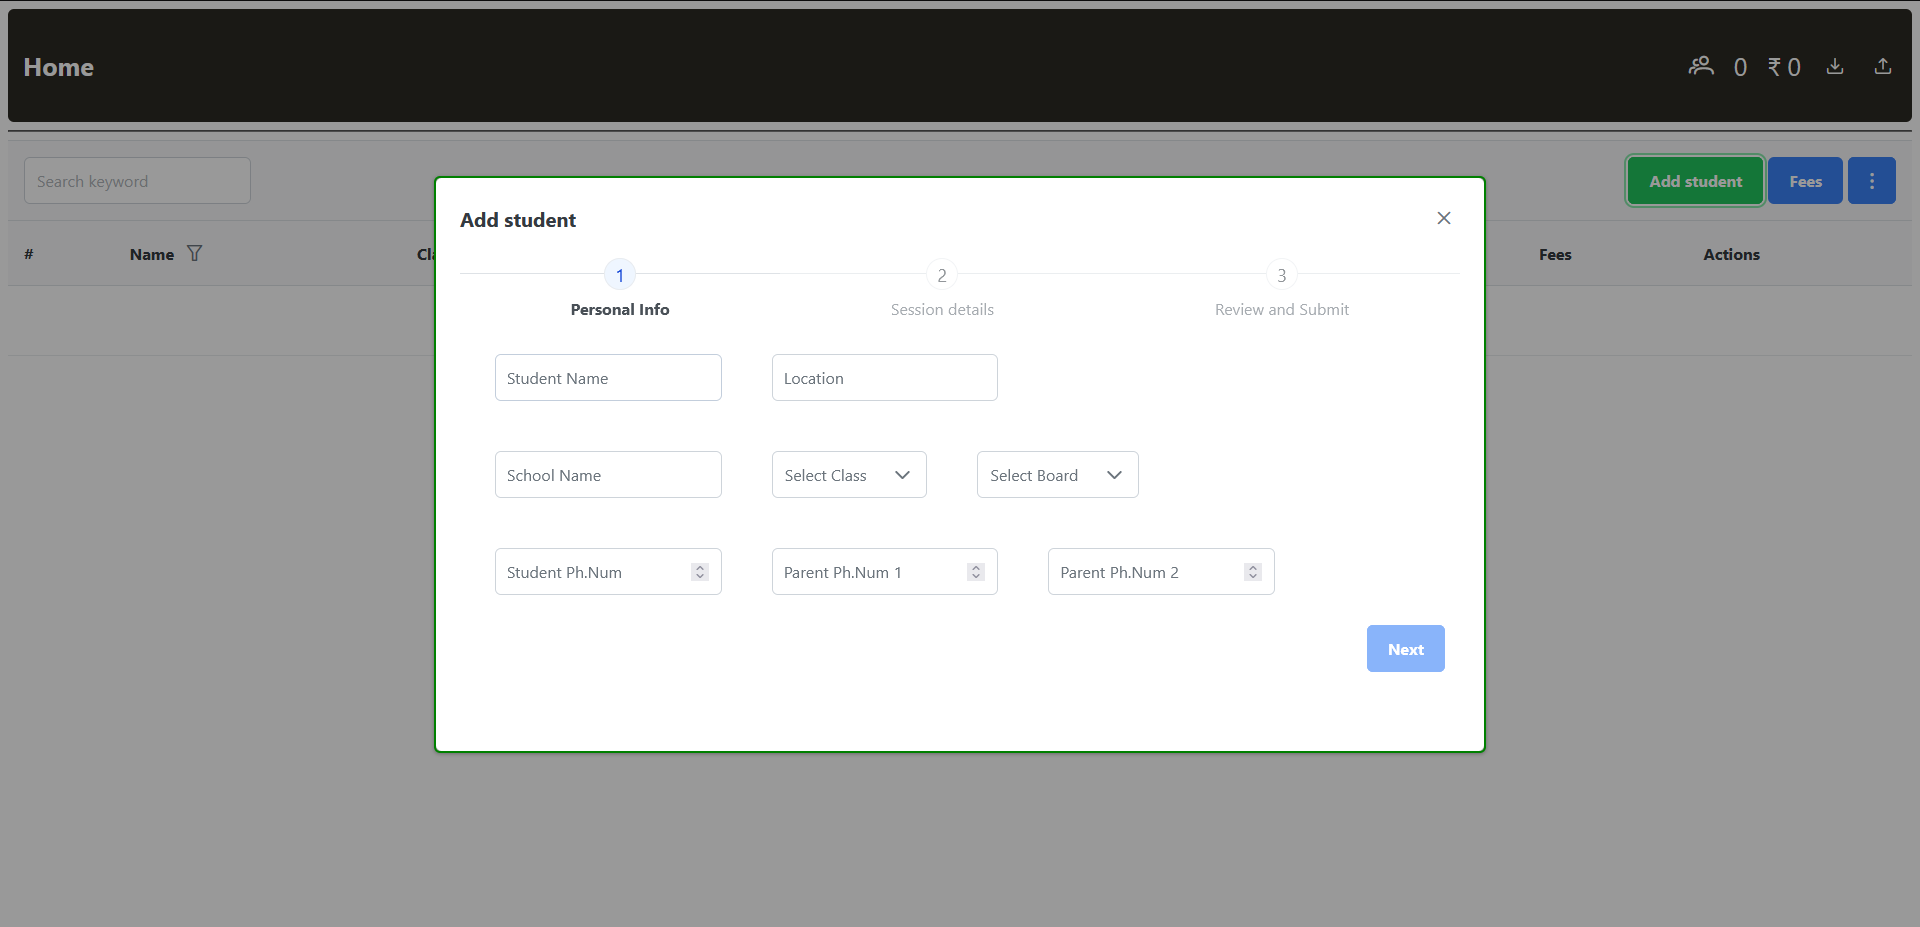 Home
0 ₹ 0
Search keyword
Add student Fees
# Name Cla Fees Actions
Add student
1 2 3
Personal Info Session details Review and Submit
Student Name Location
School Name Select Class Select Board
Student Ph.Num Parent Ph.Num 1 Parent Ph.Num 2
Next